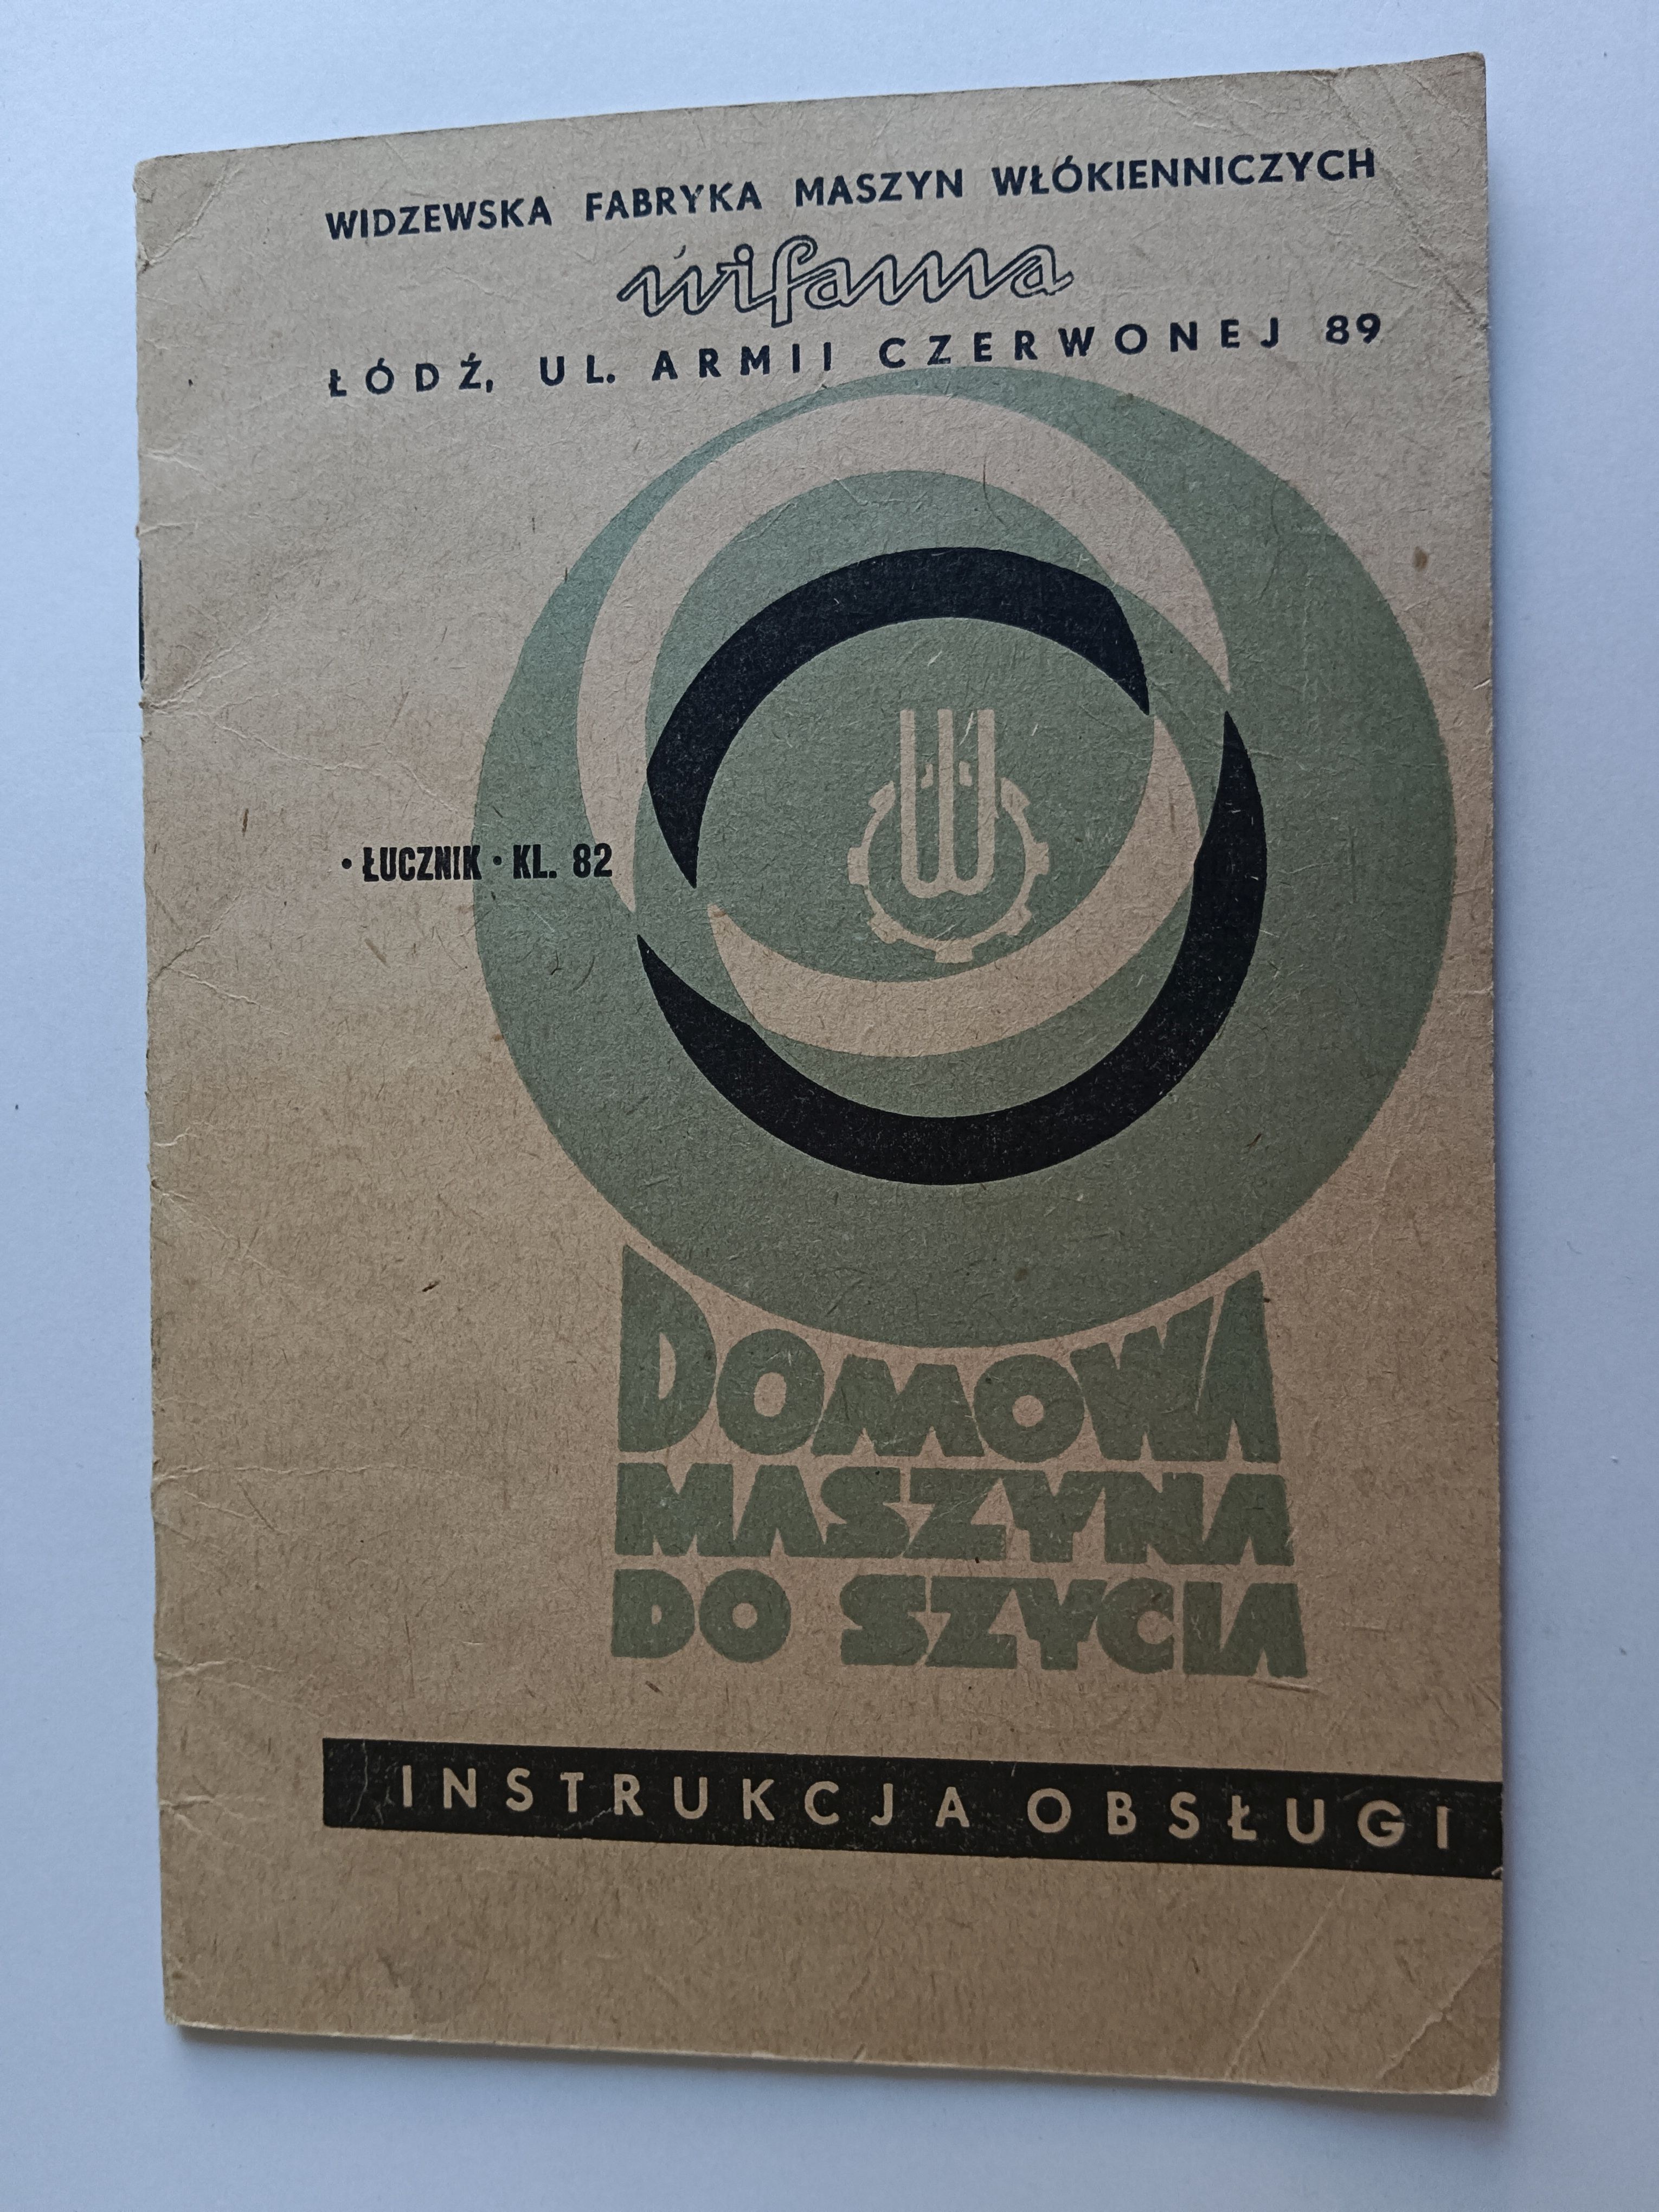 WIDZEWSKA FABRYKA MASZYN WŁÓKIENNICZYCH
wifama
ŁÓDŹ, UL. ARMII CZERWONEJ 89
• ŁUCZNIK • KL. 82
W
DOMOWA
MASZYNA
DO SZYCIA
INSTRUKCJA OBSŁUGI